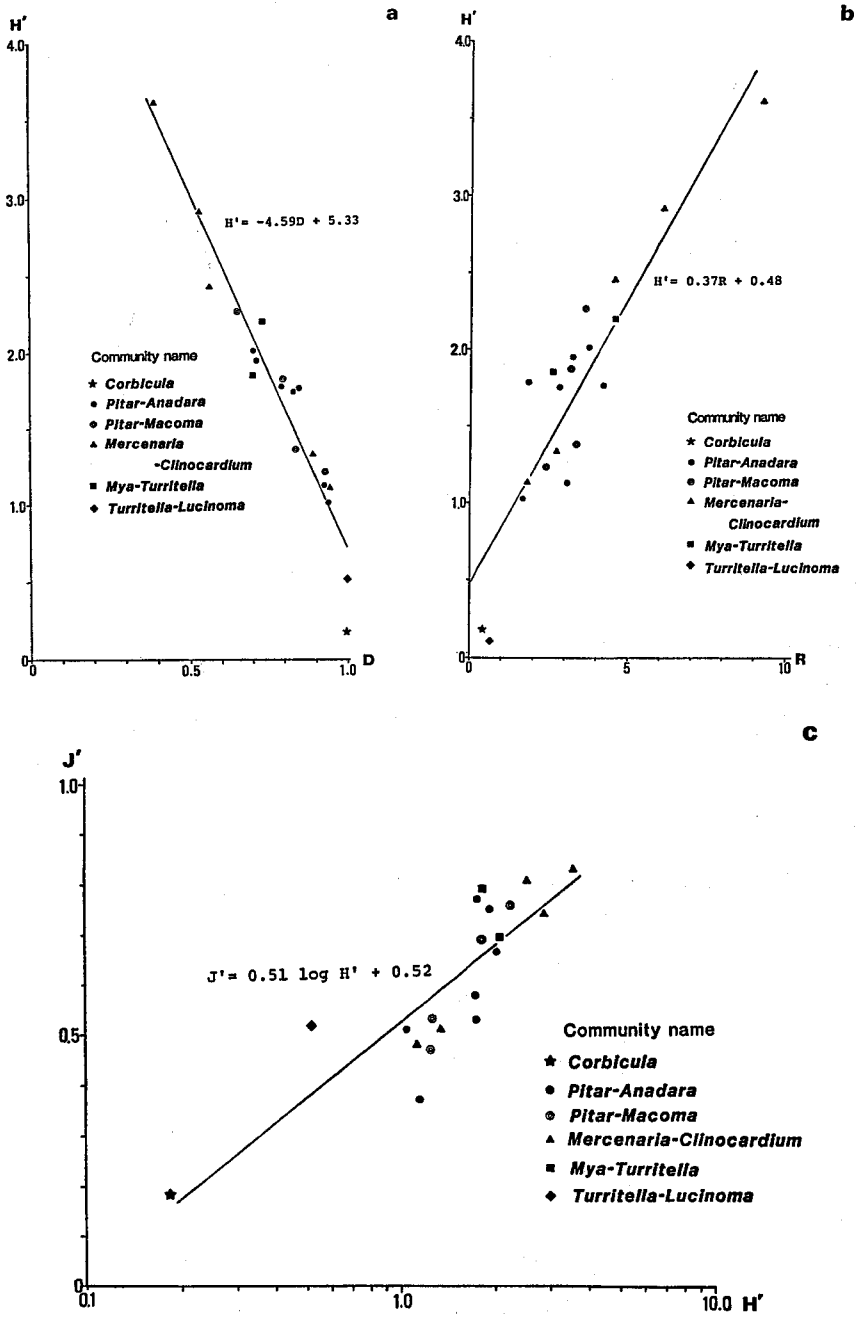 a
H'
4.0
3.0
2.0
1.0
0
H'= -4.59D + 5.33
Community name
Corbicula
Pitar-Anadara
Pitar-Macoma
Mercenaria
-Clinocardium
Mya-Turritella
Turritella-Lucinoma
0 0.5 1.0 D
b
H'
4.0
3.0
2.0
1.0
0
H'= 0.37R + 0.48
Community name
Corbicula
Pitar-Anadara
Pitar-Macoma
Mercenaria-
Clinocardium
Mya-Turritella
Turritella-Lucinoma
0 5 10 R
c
J'
1.0
0.5
0
J'= 0.51 log H' + 0.52
Community name
Corbicula
Pitar-Anadara
Pitar-Macoma
Mercenaria-Clinocardium
Mya-Turritella
Turritella-Lucinoma
0.1 1.0 10.0 H'